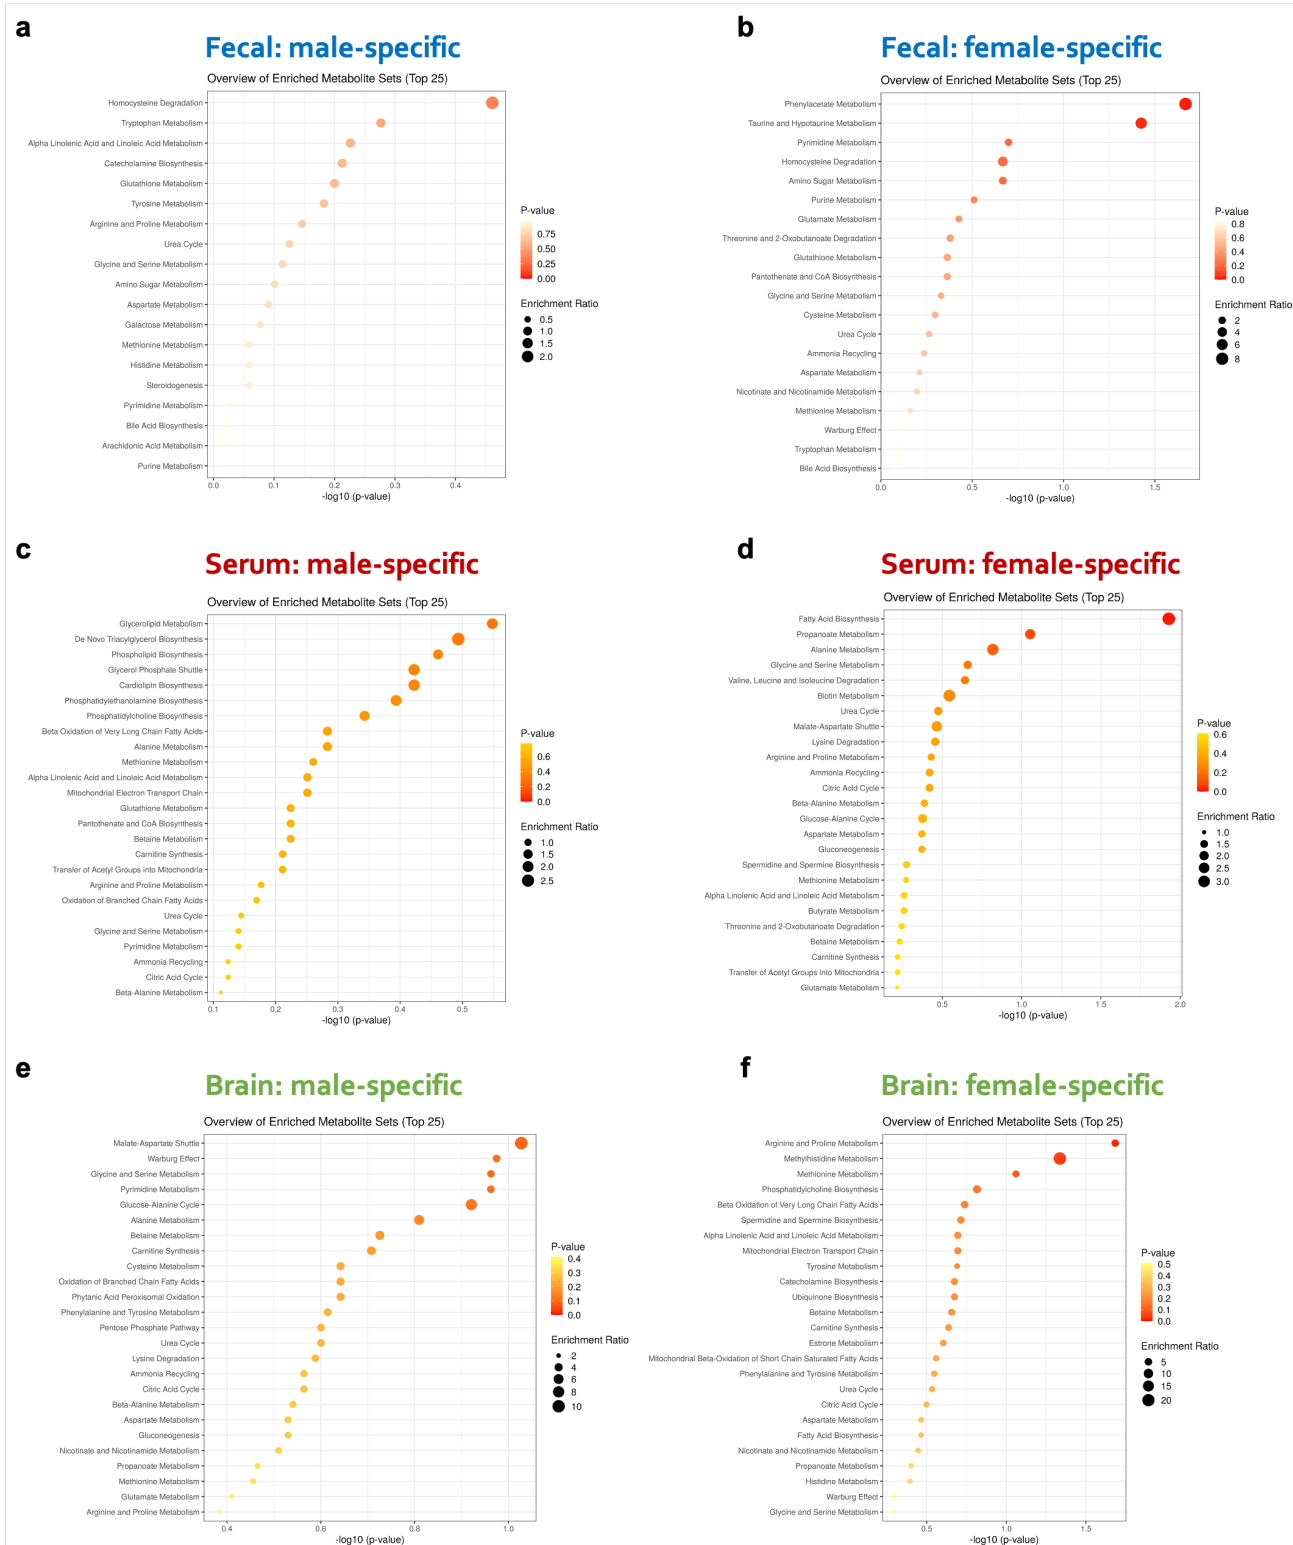 a
Fecal: male-specific
Overview of Enriched Metabolite Sets (Top 25)
Homocysteine Degradation
Tryptophan Metabolism
Alpha Linolenic Acid and Linoleic Acid Metabolism
Catecholamine Biosynthesis
Glutathione Metabolism
Tyrosine Metabolism
Arginine and Proline Metabolism
Urea Cycle
Glycine and Serine Metabolism
Amino Sugar Metabolism
Aspartate Metabolism
Galactose Metabolism
Methionine Metabolism
Histidine Metabolism
Steroidogenesis
Pyrimidine Metabolism
Bile Acid Biosynthesis
Arachidonic Acid Metabolism
Purine Metabolism
0.0 0.1 0.2 0.3 0.4
-log10 (p-value)
P-value
0.75
0.50
0.25
0.00
Enrichment Ratio
0.5
1.0
1.5
2.0
b
Fecal: female-specific
Overview of Enriched Metabolite Sets (Top 25)
Phenylacetate Metabolism
Taurine and Hypotaurine Metabolism
Pyrimidine Metabolism
Homocysteine Degradation
Amino Sugar Metabolism
Purine Metabolism
Glutamate Metabolism
Threonine and 2-Oxobutanoate Degradation
Glutathione Metabolism
Pantothenate and CoA Biosynthesis
Glycine and Serine Metabolism
Cysteine Metabolism
Urea Cycle
Ammonia Recycling
Aspartate Metabolism
Nicotinate and Nicotinamide Metabolism
Methionine Metabolism
Warburg Effect
Tryptophan Metabolism
Bile Acid Biosynthesis
0.0 0.5 1.0 1.5
-log10 (p-value)
P-value
0.8
0.6
0.4
0.2
0.0
Enrichment Ratio
2
4
6
8
c
Serum: male-specific
Overview of Enriched Metabolite Sets (Top 25)
Glycerolipid Metabolism
De Novo Triacylglycerol Biosynthesis
Phospholipid Biosynthesis
Glycerol Phosphate Shuttle
Cardiolipin Biosynthesis
Phosphatidylethanolamine Biosynthesis
Phosphatidylcholine Biosynthesis
Beta Oxidation of Very Long Chain Fatty Acids
Alanine Metabolism
Methionine Metabolism
Alpha Linolenic Acid and Linoleic Acid Metabolism
Mitochondrial Electron Transport Chain
Glutathione Metabolism
Pantothenate and CoA Biosynthesis
Betaine Metabolism
Carnitine Synthesis
Transfer of Acetyl Groups into Mitochondria
Arginine and Proline Metabolism
Oxidation of Branched Chain Fatty Acids
Urea Cycle
Glycine and Serine Metabolism
Pyrimidine Metabolism
Ammonia Recycling
Citric Acid Cycle
Beta-Alanine Metabolism
0.1 0.2 0.3 0.4 0.5
-log10 (p-value)
P-value
0.6
0.4
0.2
0.0
Enrichment Ratio
1.0
1.5
2.0
2.5
d
Serum: female-specific
Overview of Enriched Metabolite Sets (Top 25)
Fatty Acid Biosynthesis
Propanoate Metabolism
Alanine Metabolism
Glycine and Serine Metabolism
Valine, Leucine and Isoleucine Degradation
Biotin Metabolism
Urea Cycle
Malate-Aspartate Shuttle
Lysine Degradation
Arginine and Proline Metabolism
Ammonia Recycling
Citric Acid Cycle
Beta-Alanine Metabolism
Glucose-Alanine Cycle
Aspartate Metabolism
Gluconeogenesis
Spermidine and Spermine Biosynthesis
Methionine Metabolism
Alpha Linolenic Acid and Linoleic Acid Metabolism
Butyrate Metabolism
Threonine and 2-Oxobutanoate Degradation
Betaine Metabolism
Carnitine Synthesis
Transfer of Acetyl Groups into Mitochondria
Glutamate Metabolism
0.5 1.0 1.5 2.0
-log10 (p-value)
P-value
0.6
0.4
0.2
0.0
Enrichment Ratio
1.0
1.5
2.0
2.5
3.0
e
Brain: male-specific
Overview of Enriched Metabolite Sets (Top 25)
Malate-Aspartate Shuttle
Warburg Effect
Glycine and Serine Metabolism
Pyrimidine Metabolism
Glucose-Alanine Cycle
Alanine Metabolism
Betaine Metabolism
Carnitine Synthesis
Cysteine Metabolism
Oxidation of Branched Chain Fatty Acids
Phytanic Acid Peroxisomal Oxidation
Phenylalanine and Tyrosine Metabolism
Pentose Phosphate Pathway
Urea Cycle
Lysine Degradation
Ammonia Recycling
Citric Acid Cycle
Beta-Alanine Metabolism
Aspartate Metabolism
Gluconeogenesis
Nicotinate and Nicotinamide Metabolism
Propanoate Metabolism
Methionine Metabolism
Glutamate Metabolism
Arginine and Proline Metabolism
0.4 0.6 0.8 1.0
-log10 (p-value)
P-value
0.4
0.3
0.2
0.1
0.0
Enrichment Ratio
2
4
6
8
10
f
Brain: female-specific
Overview of Enriched Metabolite Sets (Top 25)
Arginine and Proline Metabolism
Methylhistidine Metabolism
Methionine Metabolism
Phosphatidylcholine Biosynthesis
Beta Oxidation of Very Long Chain Fatty Acids
Spermidine and Spermine Biosynthesis
Alpha Linolenic Acid and Linoleic Acid Metabolism
Mitochondrial Electron Transport Chain
Tyrosine Metabolism
Catecholamine Biosynthesis
Ubiquinone Biosynthesis
Betaine Metabolism
Carnitine Synthesis
Estrone Metabolism
Mitochondrial Beta-Oxidation of Short Chain Saturated Fatty Acids
Phenylalanine and Tyrosine Metabolism
Urea Cycle
Citric Acid Cycle
Aspartate Metabolism
Fatty Acid Biosynthesis
Nicotinate and Nicotinamide Metabolism
Propanoate Metabolism
Histidine Metabolism
Warburg Effect
Glycine and Serine Metabolism
0.5 1.0 1.5
-log10 (p-value)
P-value
0.5
0.4
0.3
0.2
0.1
0.0
Enrichment Ratio
5
10
15
20